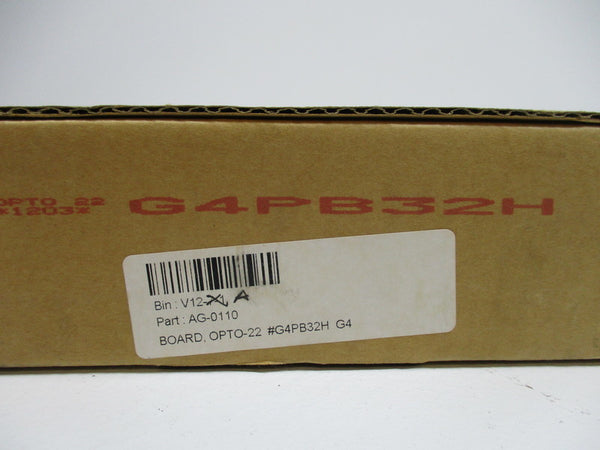 OPTO 22
*1203*
G4PB32H
Bin : V12- A
Part : AG-0110
BOARD, OPTO-22 #G4PB32H G4